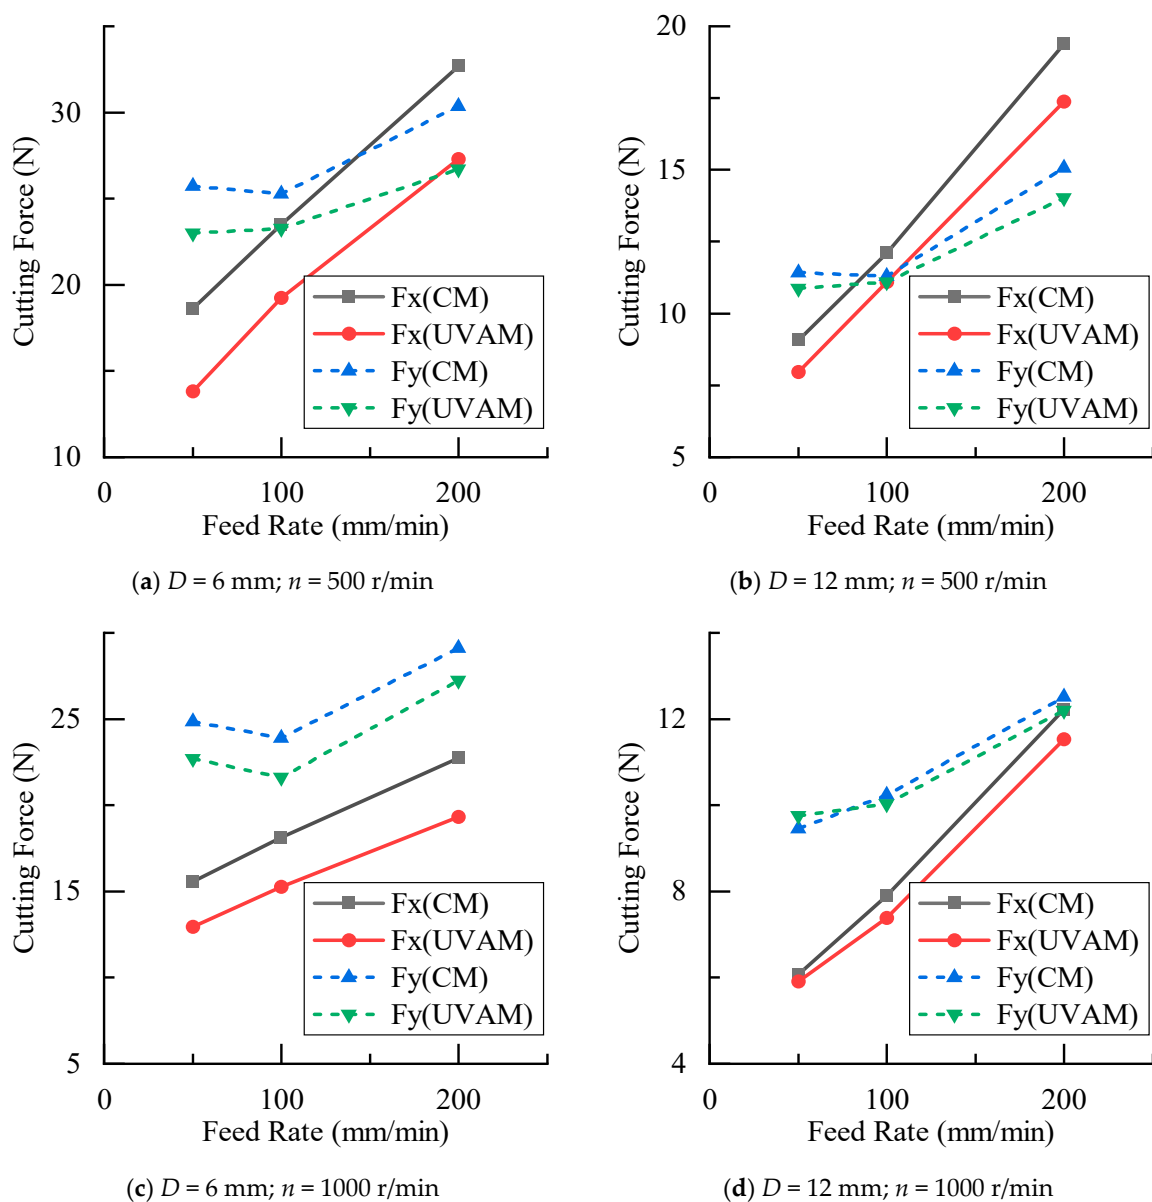 Cutting Force (N)
30
20
10
0
100
200
Feed Rate (mm/min)
Fx(CM)
Fx(UVAM)
Fy(CM)
Fy(UVAM)
(a) D = 6 mm; n = 500 r/min
Cutting Force (N)
20
15
10
5
0
100
200
Feed Rate (mm/min)
Fx(CM)
Fx(UVAM)
Fy(CM)
Fy(UVAM)
(b) D = 12 mm; n = 500 r/min
Cutting Force (N)
25
15
5
0
100
200
Feed Rate (mm/min)
Fx(CM)
Fx(UVAM)
Fy(CM)
Fy(UVAM)
(c) D = 6 mm; n = 1000 r/min
Cutting Force (N)
12
8
4
0
100
200
Feed Rate (mm/min)
Fx(CM)
Fx(UVAM)
Fy(CM)
Fy(UVAM)
(d) D = 12 mm; n = 1000 r/min